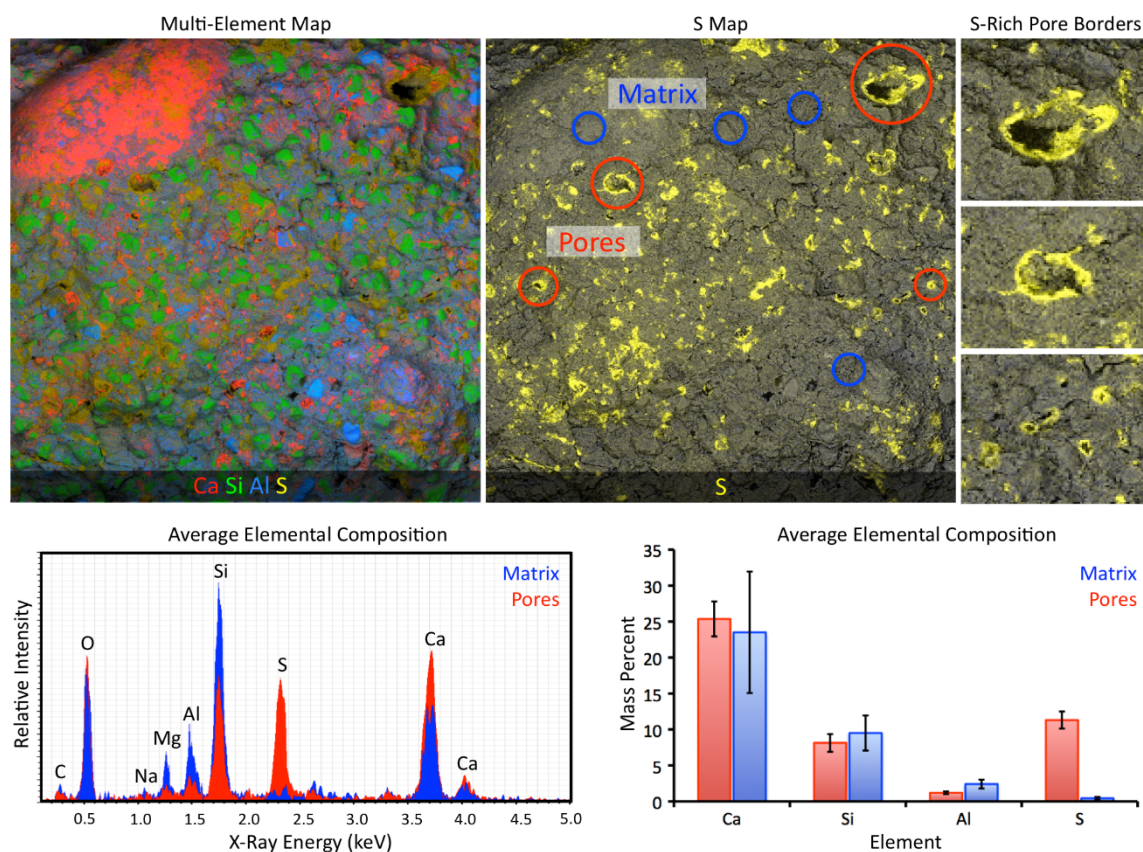 Multi-Element Map
S Map
S-Rich Pore Borders
Matrix
Pores
Ca Si Al S
S
Average Elemental Composition
Matrix
Pores
Relative Intensity
C
O
Na
Mg
Al
Si
S
Ca
Ca
0.5 1.0 1.5 2.0 2.5 3.0 3.5 4.0 4.5 5.0
X-Ray Energy (keV)
Average Elemental Composition
Matrix
Pores
Mass Percent
35
30
25
20
15
10
5
0
Ca Si Al S
Element